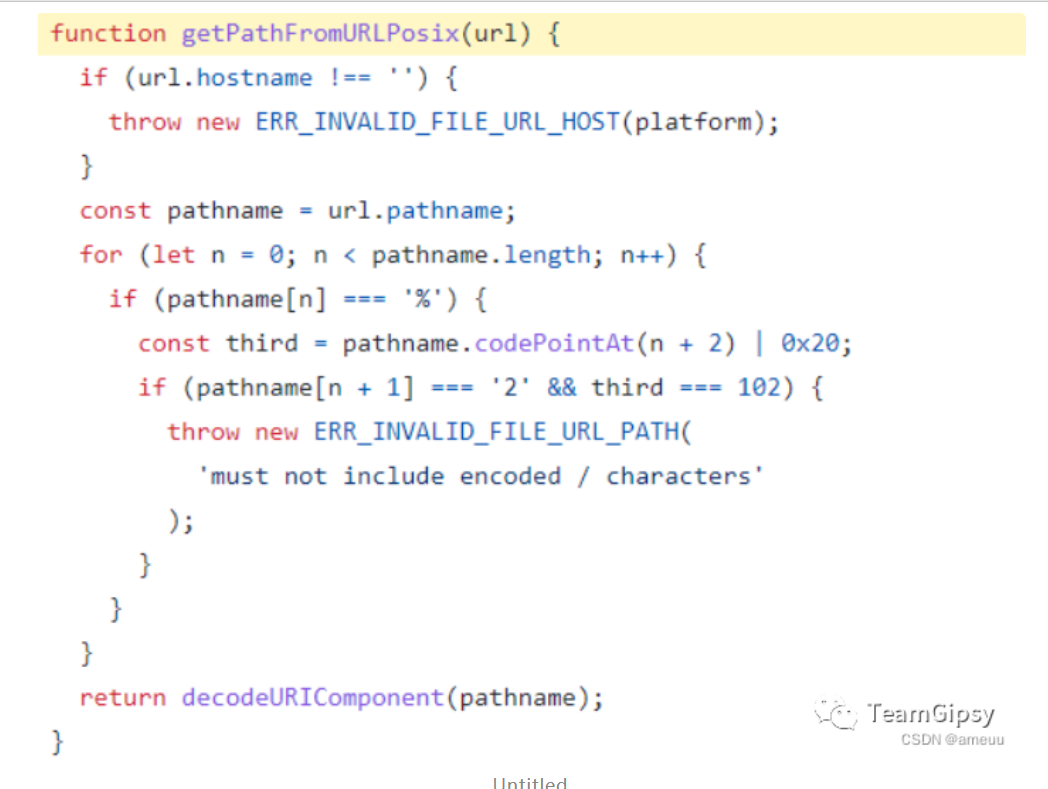 function getPathFromURLPosix(url) {
  if (url.hostname !== '') {
    throw new ERR_INVALID_FILE_URL_HOST(platform);
  }
  const pathname = url.pathname;
  for (let n = 0; n < pathname.length; n++) {
    if (pathname[n] === '%') {
      const third = pathname.codePointAt(n + 2) | 0x20;
      if (pathname[n + 1] === '2' && third === 102) {
        throw new ERR_INVALID_FILE_URL_PATH(
          'must not include encoded / characters'
        );
      }
    }
  }
  return decodeURIComponent(pathname);
}
TeamGipsy
CSDN @ameuu
Untitled